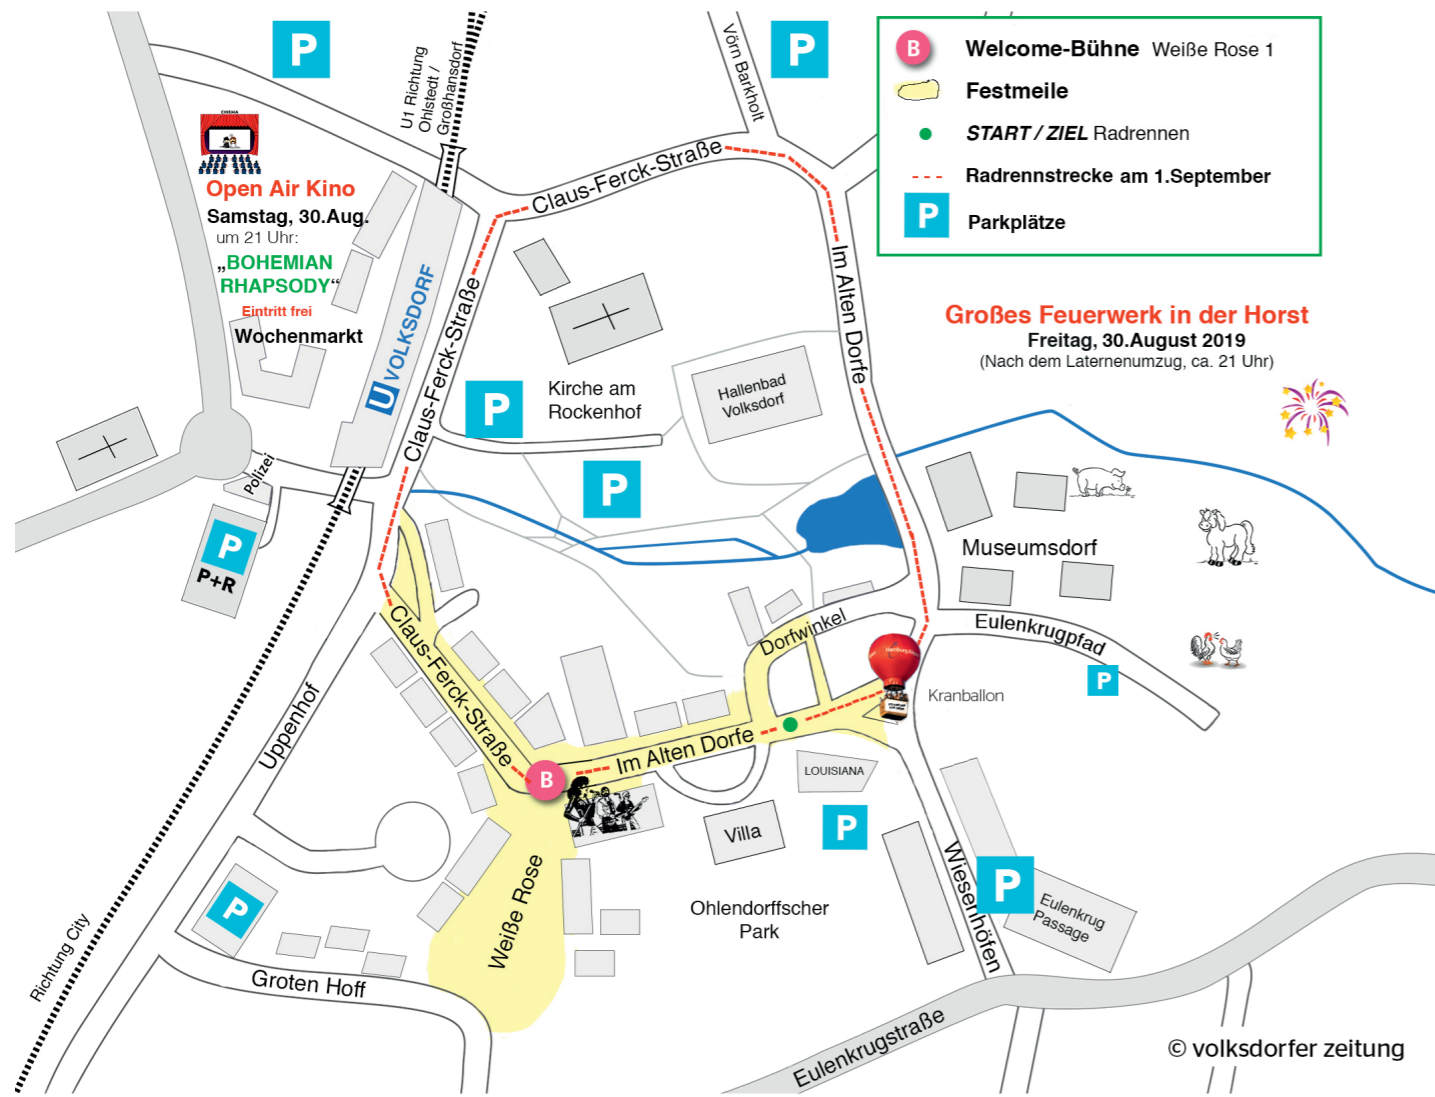 P
P
Vörn Barkholt
U1 Richtung
Ohlstedt /
Großhansdorf
B Welcome-Bühne Weiße Rose 1
Festmeile
START / ZIEL Radrennen
Radrennstrecke am 1.September
P Parkplätze
CINEMA
Open Air Kino
Samstag, 30.Aug.
um 21 Uhr:
„BOHEMIAN
RHAPSODY“
Eintritt frei
Wochenmarkt
U VOLKSDORF
Claus-Ferck-Straße
Claus-Ferck-Straße
Im Alten Dorfe
Großes Feuerwerk in der Horst
Freitag, 30.August 2019
(Nach dem Laternenumzug, ca. 21 Uhr)
P
Kirche am
Rockenhof
Hallenbad
Volksdorf
Polizei
P
P
P+R
Museumsdorf
Claus-Ferck-Straße
Dorfwinkel
Eulenkrugpfad
P
Kranballon
Uppenhof
B
Im Alten Dorfe
LOUISIANA
P
Villa
Weiße Rose
Wiesenhöfen
P
Eulenkrug
Passage
P
Ohlendorffscher
Park
Richtung City
Groten Hoff
Eulenkrugstraße
© volksdorfer zeitung